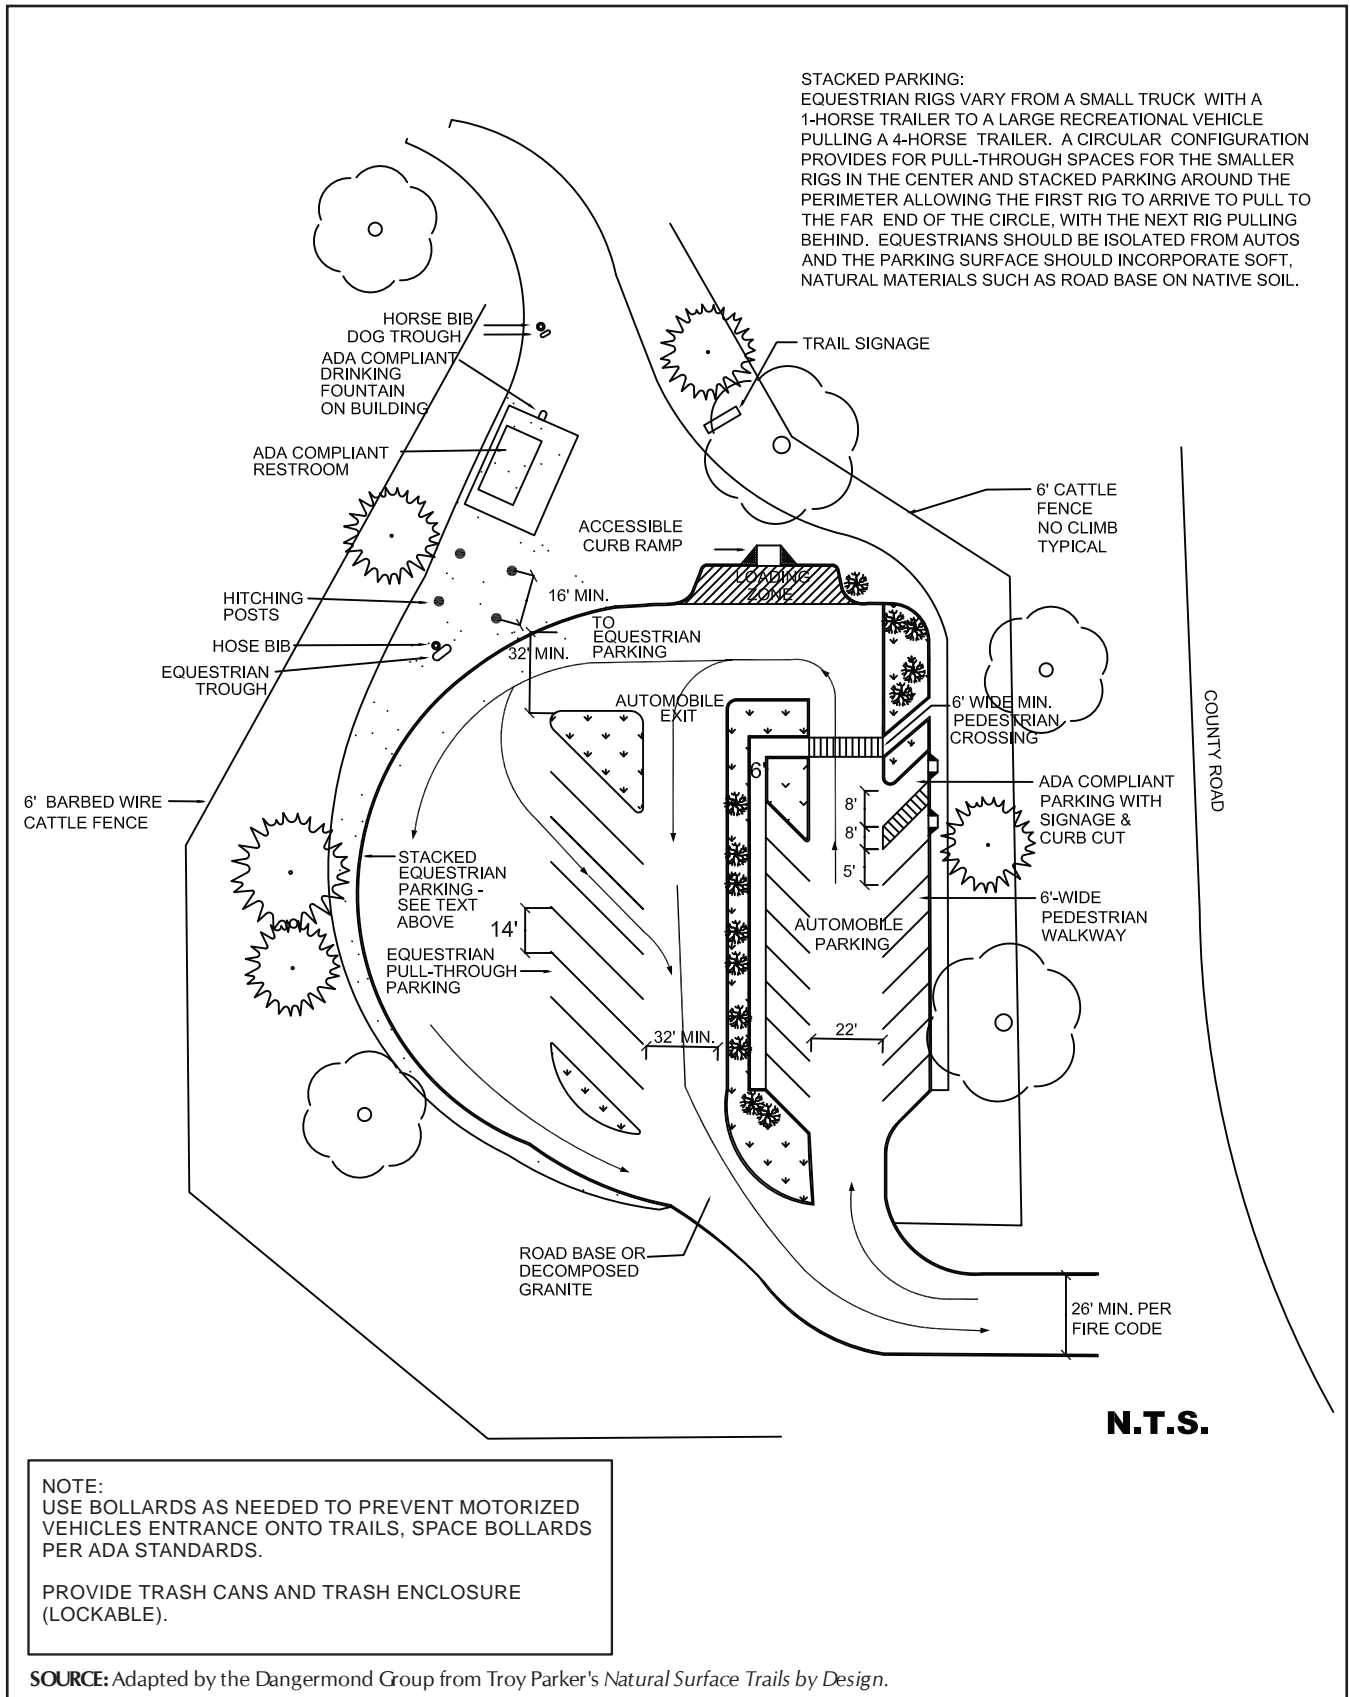 STACKED PARKING:
EQUESTRIAN RIGS VARY FROM A SMALL TRUCK WITH A
1-HORSE TRAILER TO A LARGE RECREATIONAL VEHICLE
PULLING A 4-HORSE TRAILER. A CIRCULAR CONFIGURATION
PROVIDES FOR PULL-THROUGH SPACES FOR THE SMALLER
RIGS IN THE CENTER AND STACKED PARKING AROUND THE
PERIMETER ALLOWING THE FIRST RIG TO ARRIVE TO PULL TO
THE FAR END OF THE CIRCLE, WITH THE NEXT RIG PULLING
BEHIND. EQUESTRIANS SHOULD BE ISOLATED FROM AUTOS
AND THE PARKING SURFACE SHOULD INCORPORATE SOFT,
NATURAL MATERIALS SUCH AS ROAD BASE ON NATIVE SOIL.
HORSE BIB
DOG TROUGH
ADA COMPLIANT
DRINKING
FOUNTAIN
ON BUILDING
TRAIL SIGNAGE
ADA COMPLIANT
RESTROOM
6' CATTLE
FENCE
NO CLIMB
TYPICAL
ACCESSIBLE
CURB RAMP
LOADING
ZONE
HITCHING
POSTS
16' MIN.
TO
EQUESTRIAN
PARKING
HOSE BIB
32' MIN.
EQUESTRIAN
TROUGH
AUTOMOBILE
EXIT
6' WIDE MIN.
PEDESTRIAN
CROSSING
COUNTY ROAD
6'
ADA COMPLIANT
PARKING WITH
SIGNAGE &
CURB CUT
8'
8'
5'
6' BARBED WIRE
CATTLE FENCE
STACKED
EQUESTRIAN
PARKING -
SEE TEXT
ABOVE
14'
6'-WIDE
PEDESTRIAN
WALKWAY
AUTOMOBILE
PARKING
EQUESTRIAN
PULL-THROUGH
PARKING
32' MIN.
22'
ROAD BASE OR
DECOMPOSED
GRANITE
26' MIN. PER
FIRE CODE
N.T.S.
NOTE:
USE BOLLARDS AS NEEDED TO PREVENT MOTORIZED
VEHICLES ENTRANCE ONTO TRAILS, SPACE BOLLARDS
PER ADA STANDARDS.
PROVIDE TRASH CANS AND TRASH ENCLOSURE
(LOCKABLE).
SOURCE: Adapted by the Dangermond Group from Troy Parker's Natural Surface Trails by Design.